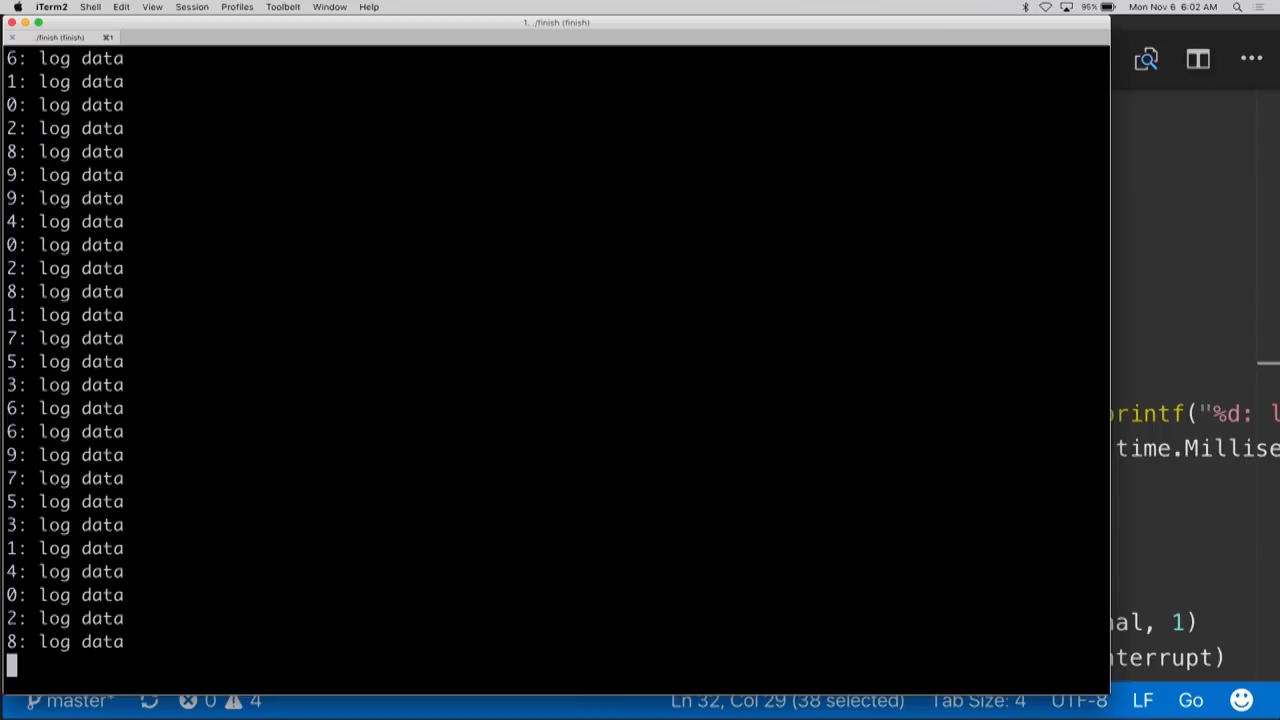 iTerm2 Shell Edit View Session Profiles Toolbelt Window Help 95% Mon Nov 6 6:02 AM
1. ./finish (finish)
./finish (finish) ⌘1
6: log data
1: log data
0: log data
2: log data
8: log data
9: log data
9: log data
4: log data
0: log data
2: log data
8: log data
1: log data
7: log data
5: log data
3: log data
6: log data
6: log data
9: log data
7: log data
5: log data
3: log data
1: log data
4: log data
0: log data
2: log data
8: log data
printf("%d: l
time.Millise
nal, 1)
nterrupt)
master* 0 4 Ln 32, Col 29 (38 selected) Tab Size: 4 UTF-8 LF Go